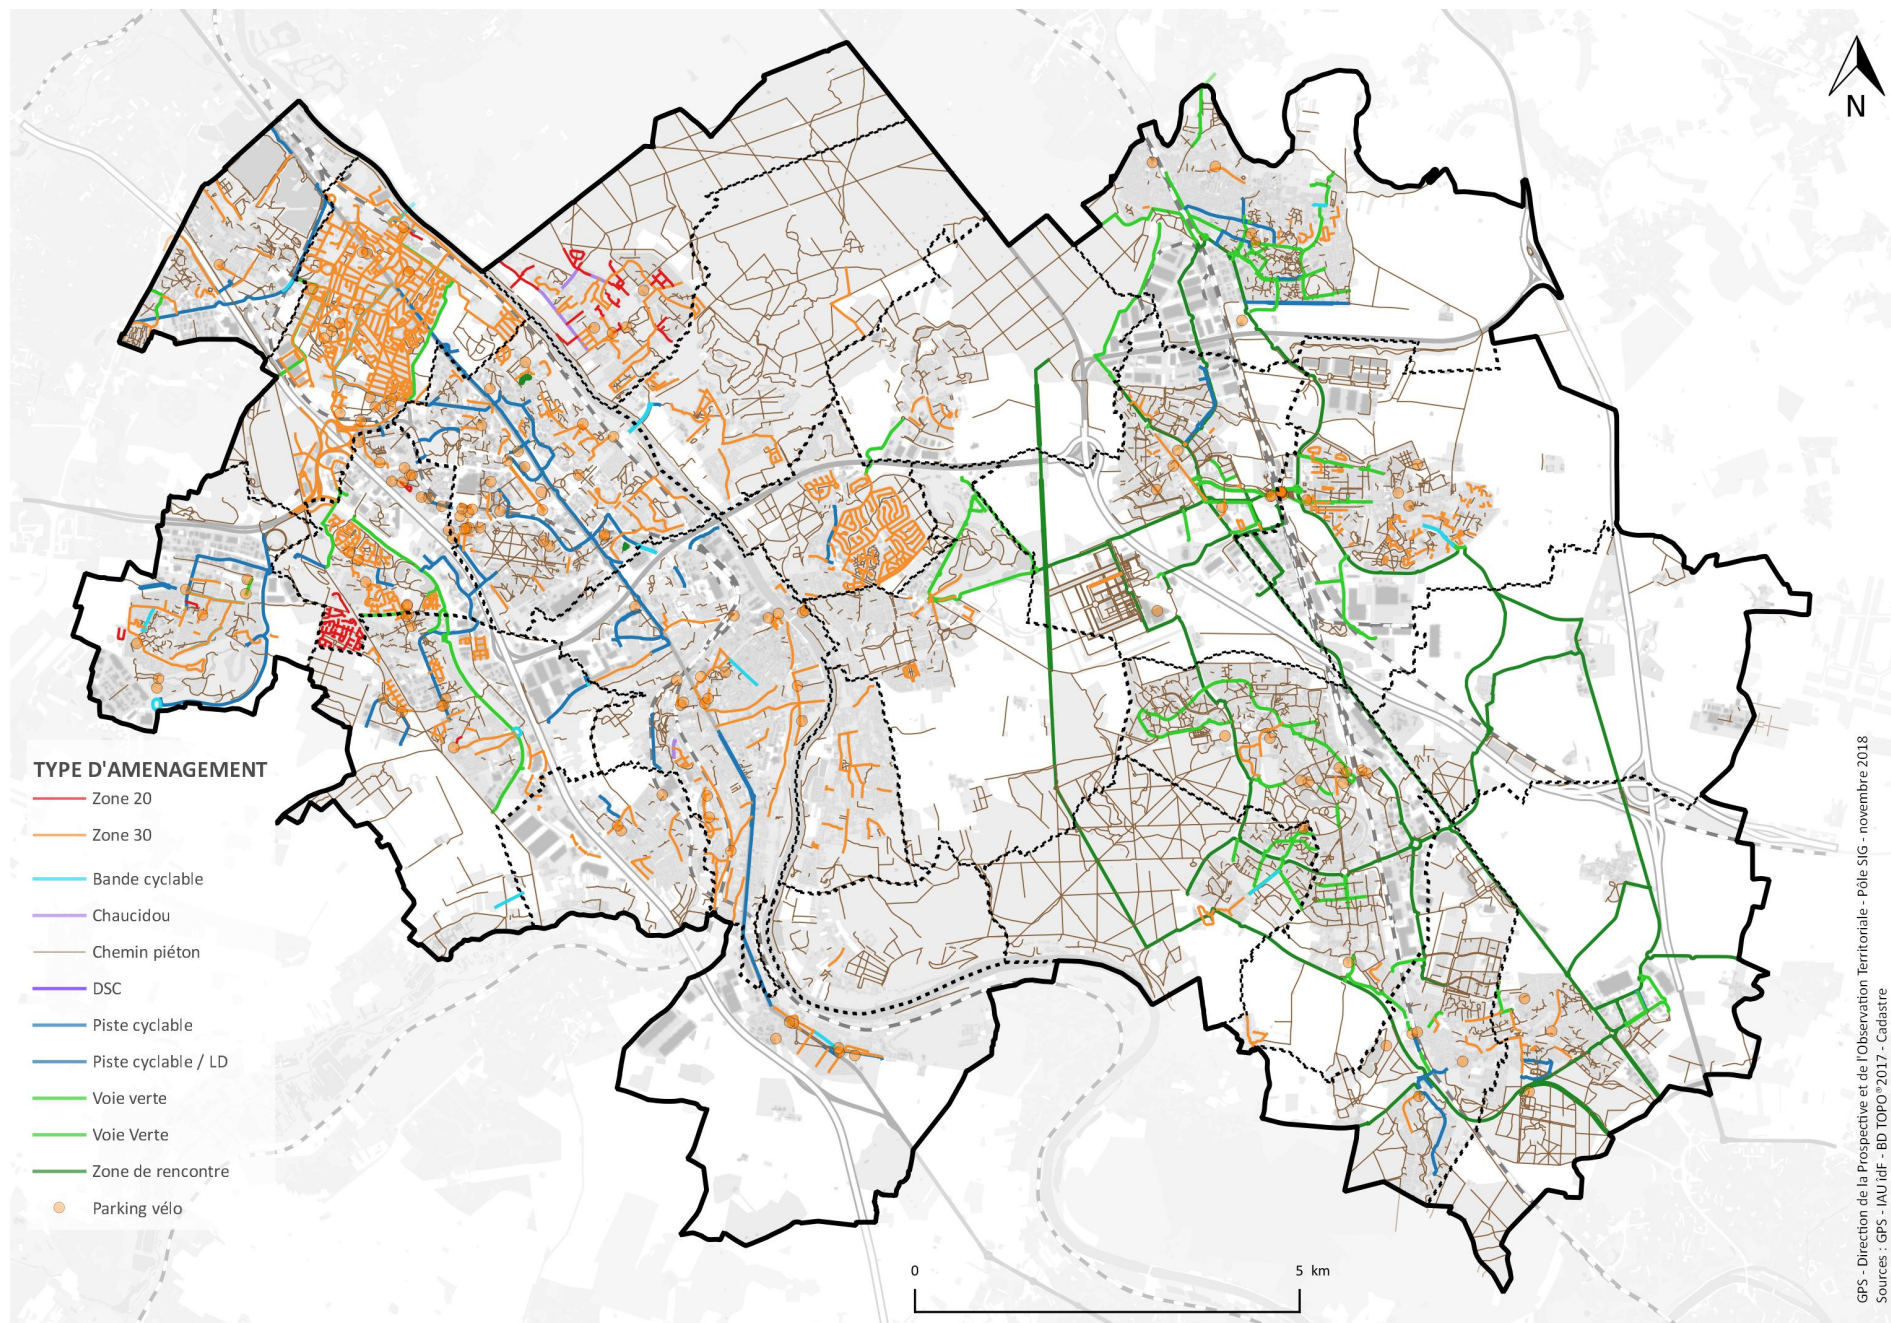 N
TYPE D'AMENAGEMENT
Zone 20
Zone 30
Bande cyclable
Chaucidou
Chemin piéton
DSC
Piste cyclable
Piste cyclable / LD
Voie verte
Voie Verte
Zone de rencontre
Parking vélo
0
5 km
GPS - Direction de la Prospective et de l'Observation Territoriale - Pôle SIG - novembre 2018
Sources : GPS - IAU îdF - BD TOPO®2017 - Cadastre